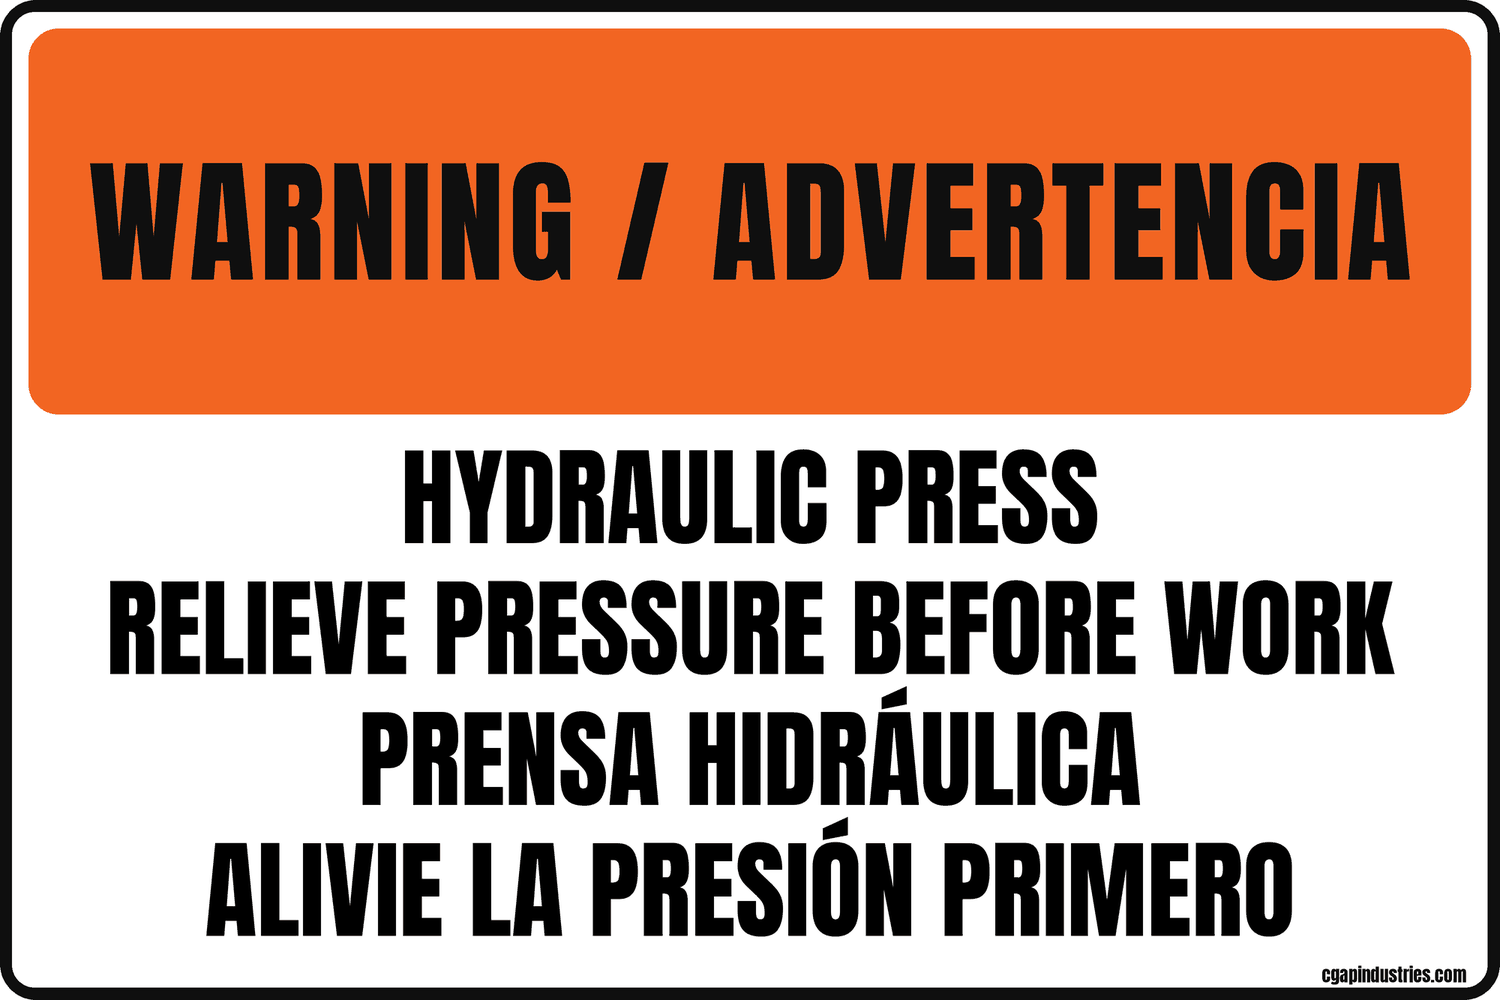 WARNING / ADVERTENCIA
HYDRAULIC PRESS
RELIEVE PRESSURE BEFORE WORK
PRENSA HIDRÁULICA
ALIVIE LA PRESIÓN PRIMERO
cgapindustries.com